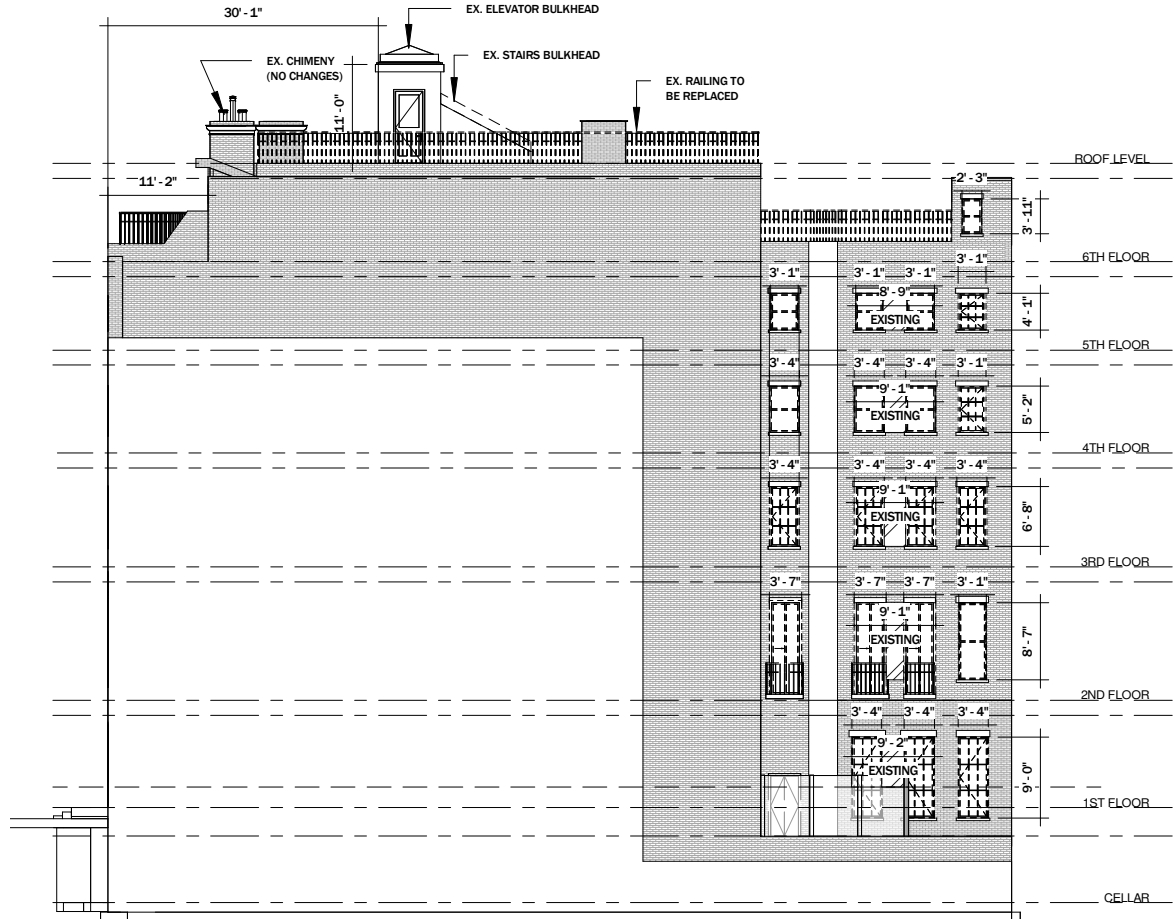 30'-1"
EX. ELEVATOR BULKHEAD
EX. STAIRS BULKHEAD
EX. CHIMENY
(NO CHANGES)
11'-0"
EX. RAILING TO
BE REPLACED
ROOF LEVEL
11'-2"
2'-3"
3'-11"
6TH FLOOR
3'-1" 3'-1" 3'-1" 3'-1"
8'-9"
EXISTING
4'-1"
5TH FLOOR
3'-4" 3'-4" 3'-4" 3'-1"
9'-1"
EXISTING
5'-2"
4TH FLOOR
3'-4" 3'-4" 3'-4" 3'-4"
9'-1"
EXISTING
6'-8"
3RD FLOOR
3'-7" 3'-7" 3'-7" 3'-1"
9'-1"
EXISTING
8'-7"
2ND FLOOR
3'-4" 3'-4" 3'-4"
9'-2"
EXISTING
9'-0"
1ST FLOOR
CELLAR